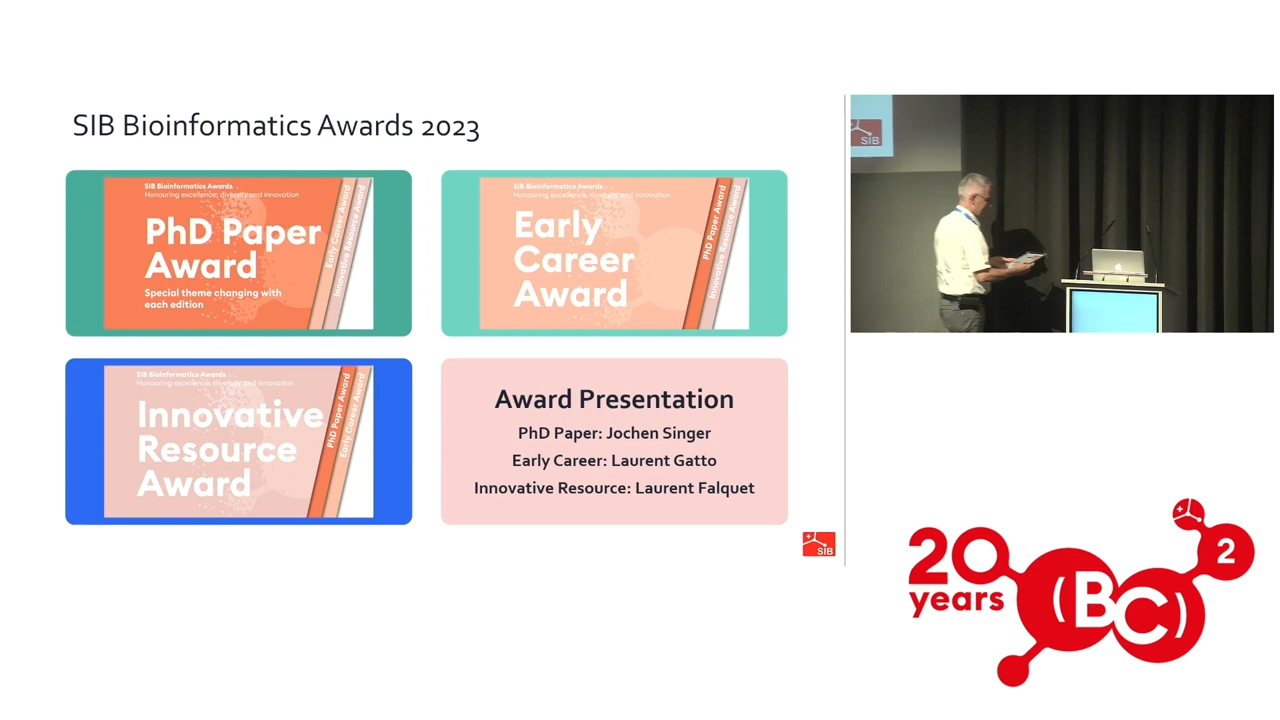 SIB Bioinformatics Awards 2023
SIB Bioinformatics Awards
Honouring excellence, diversity and innovation
PhD Paper
Award
Special theme changing with
each edition
Early Career Award
Innovative Resource Award
SIB Bioinformatics Awards
Honouring excellence, diversity and innovation
Early
Career
Award
PhD Paper Award
Innovative Resource Award
SIB Bioinformatics Awards
Honouring excellence, diversity and innovation
Innovative
Resource
Award
PhD Paper Award
Early Career Award
Award Presentation
PhD Paper: Jochen Singer
Early Career: Laurent Gatto
Innovative Resource: Laurent Falquet
SIB
SIB
20
years
(BC)
2